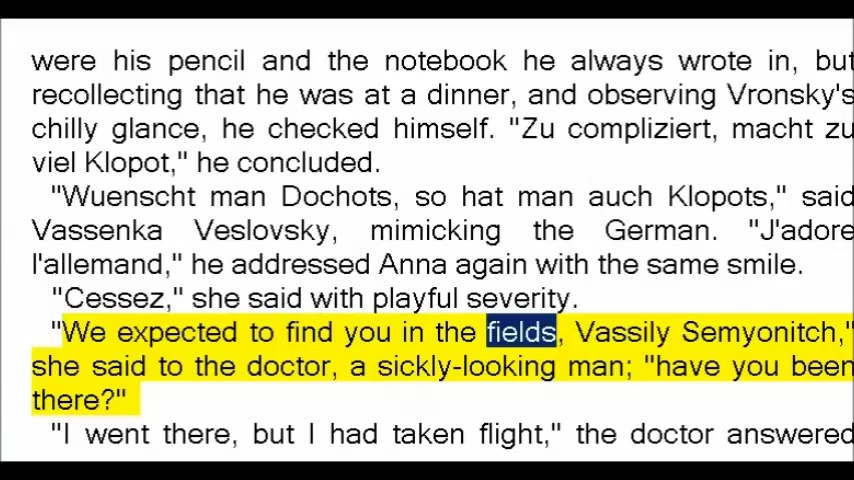 were his pencil and the notebook he always wrote in, but
recollecting that he was at a dinner, and observing Vronsky's
chilly glance, he checked himself. "Zu compliziert, macht zu
viel Klopot," he concluded.
"Wuenscht man Dochots, so hat man auch Klopots," said
Vassenka Veslovsky, mimicking the German. "J'adore
l'allemand," he addressed Anna again with the same smile.
"Cessez," she said with playful severity.
"We expected to find you in the fields, Vassily Semyonitch,"
she said to the doctor, a sickly-looking man; "have you been
there?"
"I went there, but I had taken flight," the doctor answered